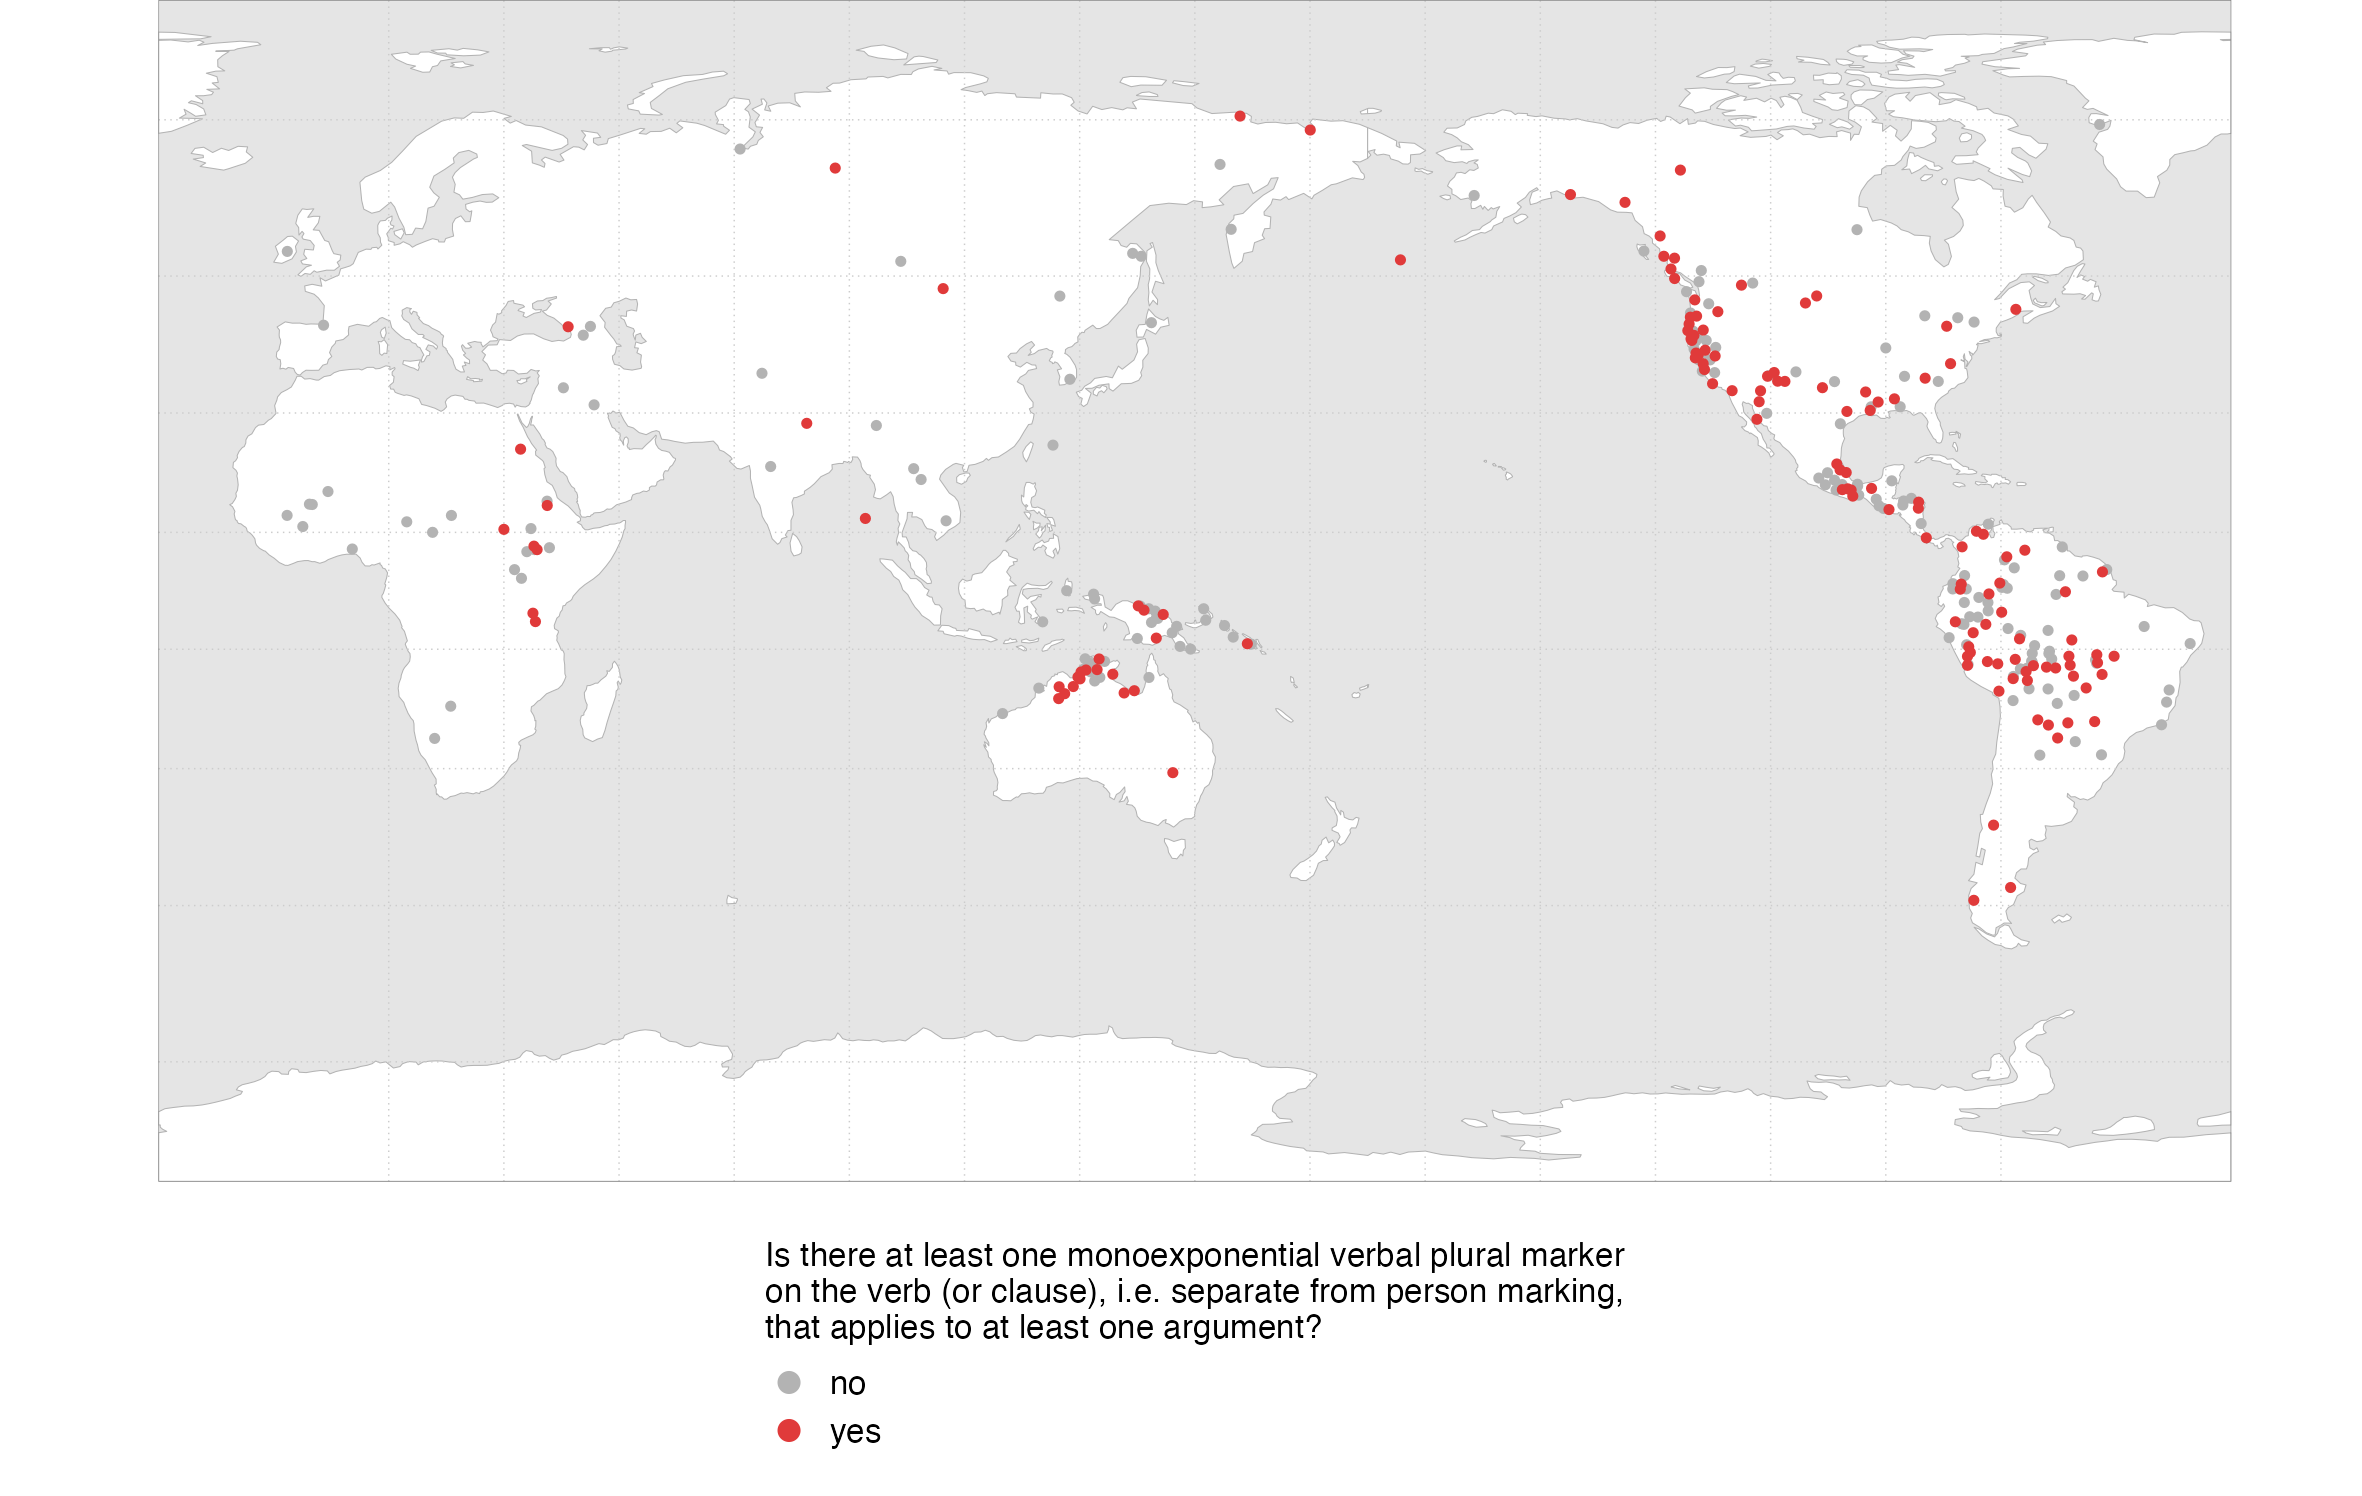 Is there at least one monoexponential verbal plural marker
on the verb (or clause), i.e. separate from person marking,
that applies to at least one argument?
no
yes